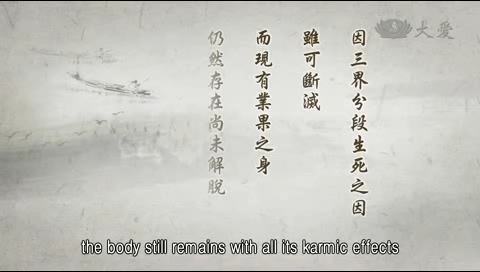 大愛
因三界分段生死之因
雖可斷滅
而現有業果之身
仍然存在尚未解脫
the body still remains with all its karmic effects